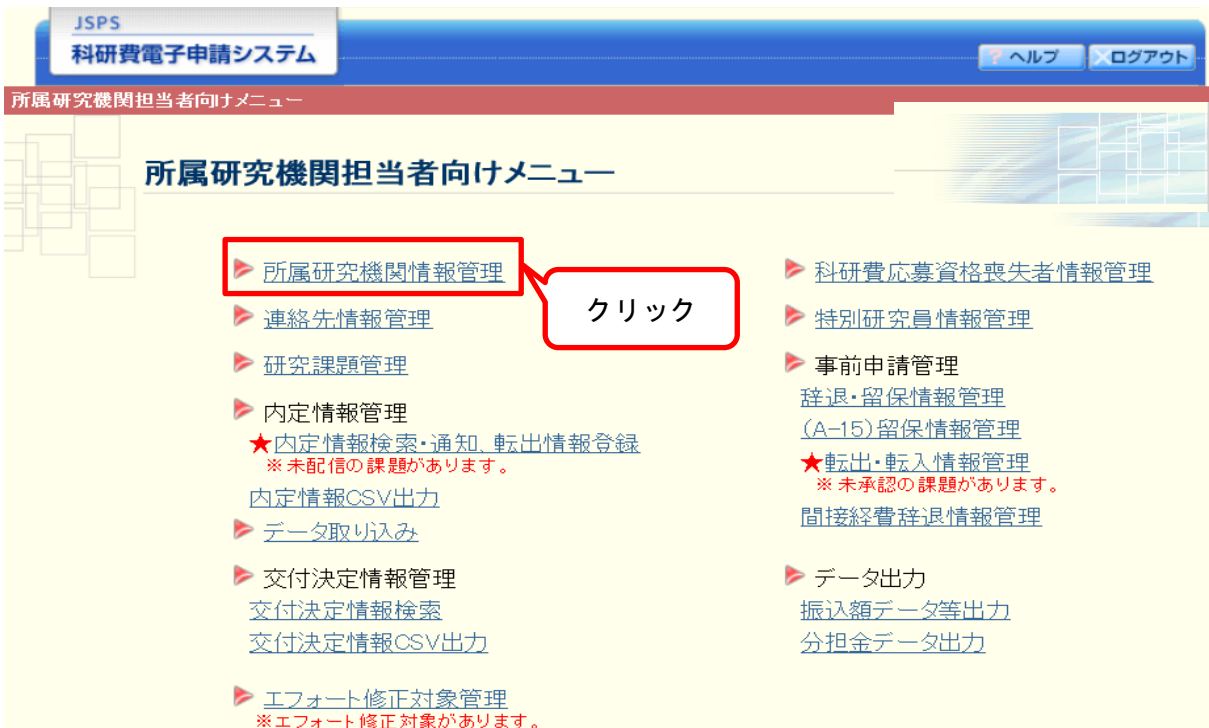 JSPS
科研費電子申請システム
? ヘルプ
ログアウト
所属研究機関担当者向けメニュー
所属研究機関担当者向けメニュー
所属研究機関情報管理
クリック
連絡先情報管理
研究課題管理
内定情報管理
★内定情報検索・通知、転出情報登録
※未配信の課題があります。
内定情報CSV出力
データ取り込み
交付決定情報管理
交付決定情報検索
交付決定情報CSV出力
エフォート修正対象管理
※エフォート修正対象があります。
科研費応募資格喪失者情報管理
特別研究員情報管理
事前申請管理
辞退・留保情報管理
(A-15)留保情報管理
★転出・転入情報管理
※未承認の課題があります。
間接経費辞退情報管理
データ出力
振込額データ等出力
分担金データ出力